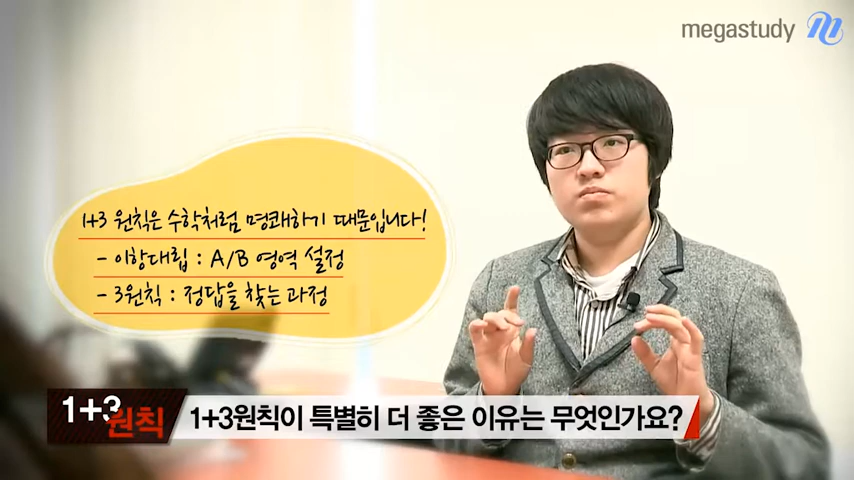 megastudy
1+3 원칙은 수학처럼 명쾌하기 때문입니다!
- 이항대립 : A/B 영역 설정
- 3원칙 : 정답을 찾는 과정
1+3
원칙
1+3원칙이 특별히 더 좋은 이유는 무엇인가요?